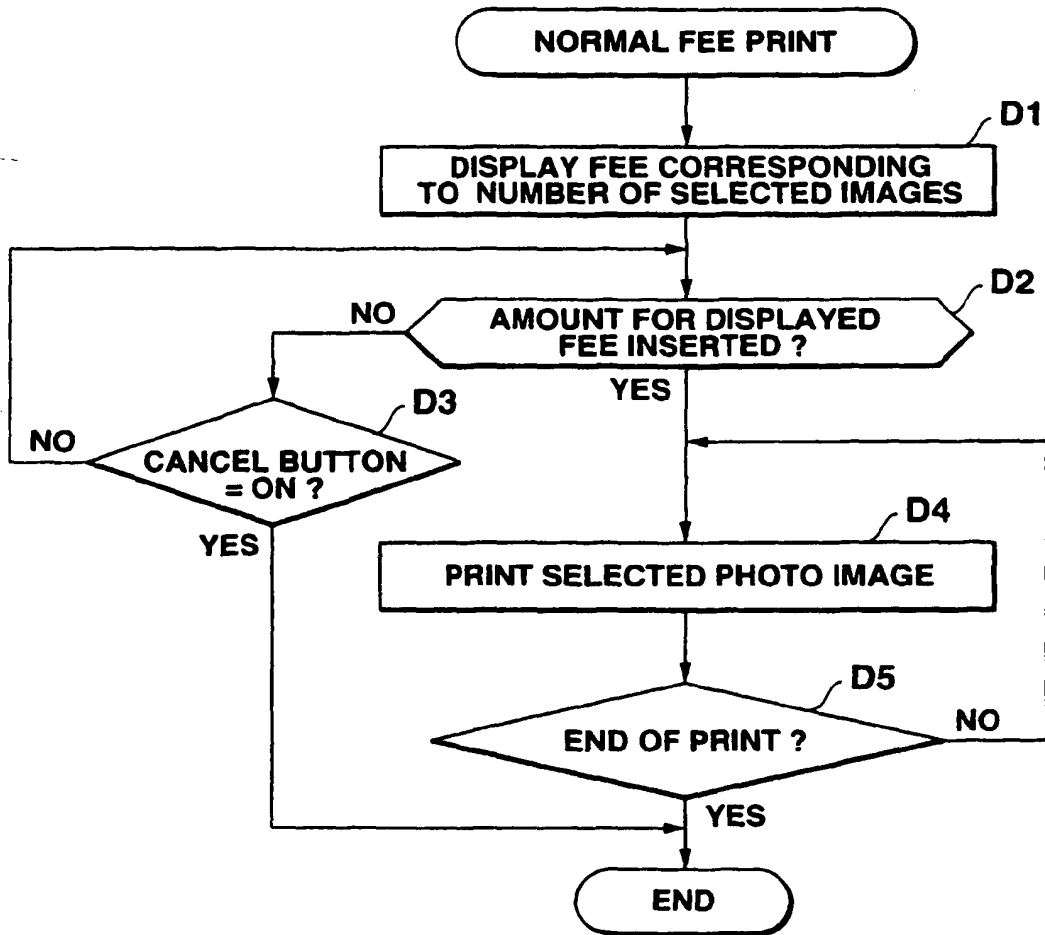 NORMAL FEE PRINT
D1
DISPLAY FEE CORRESPONDING
TO NUMBER OF SELECTED IMAGES
D2
NO
AMOUNT FOR DISPLAYED
FEE INSERTED ?
YES
D3
NO
CANCEL BUTTON
= ON ?
YES
D4
PRINT SELECTED PHOTO IMAGE
D5
END OF PRINT ?
NO
YES
END